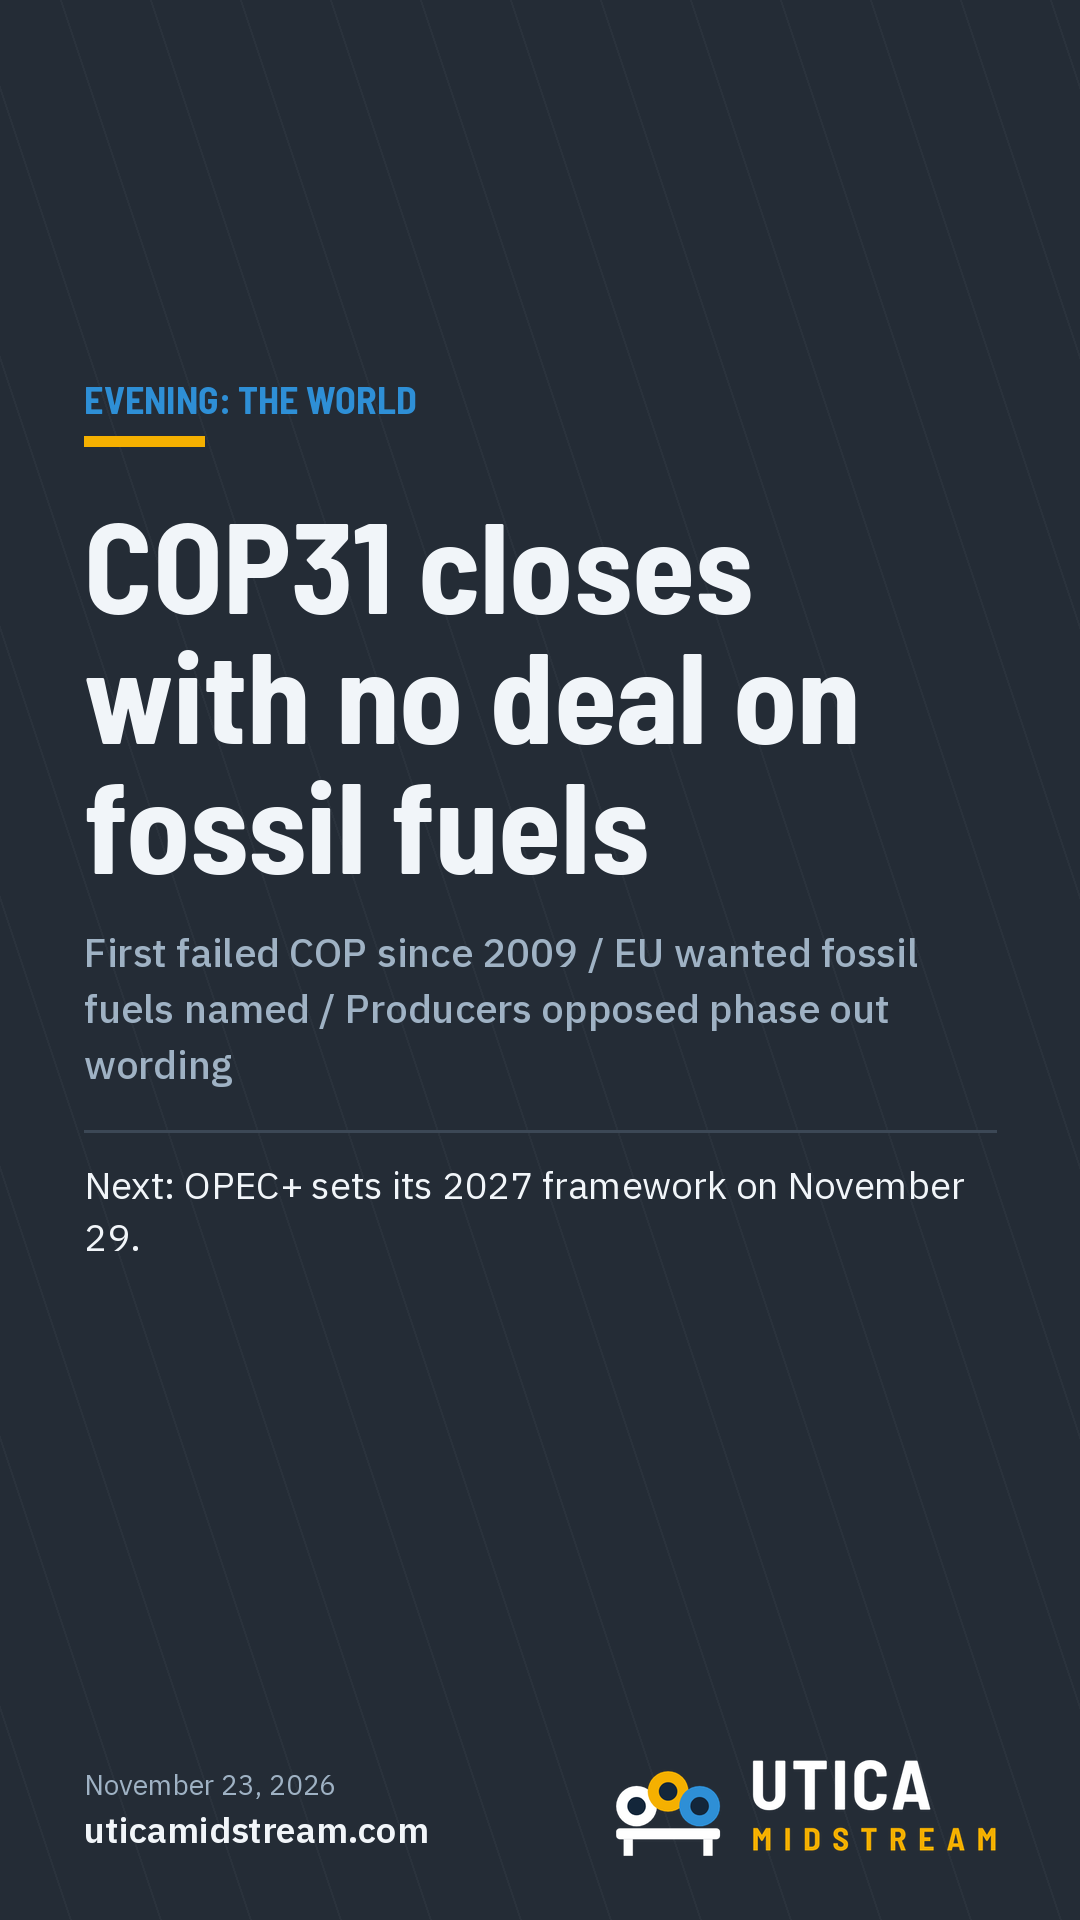 EVENING: THE WORLD
COP31 closes
with no deal on
fossil fuels
First failed COP since 2009 / EU wanted fossil
fuels named / Producers opposed phase out
wording
Next: OPEC+ sets its 2027 framework on November
29.
November 23, 2026
uticamidstream.com
UTICA
MIDSTREAM